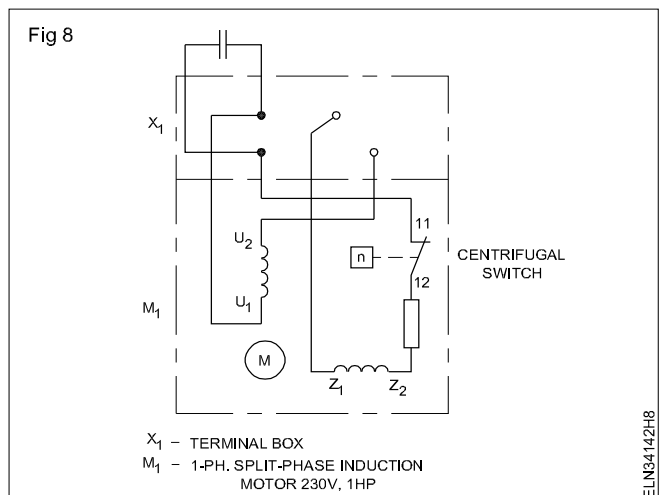 Fig 8
X1
U2
U1
11
n
12
CENTRIFUGAL
SWITCH
M1
M
Z1
Z2
X1 – TERMINAL BOX
M1 – 1-PH. SPLIT-PHASE INDUCTION
MOTOR 230V, 1HP
ELN34142H8